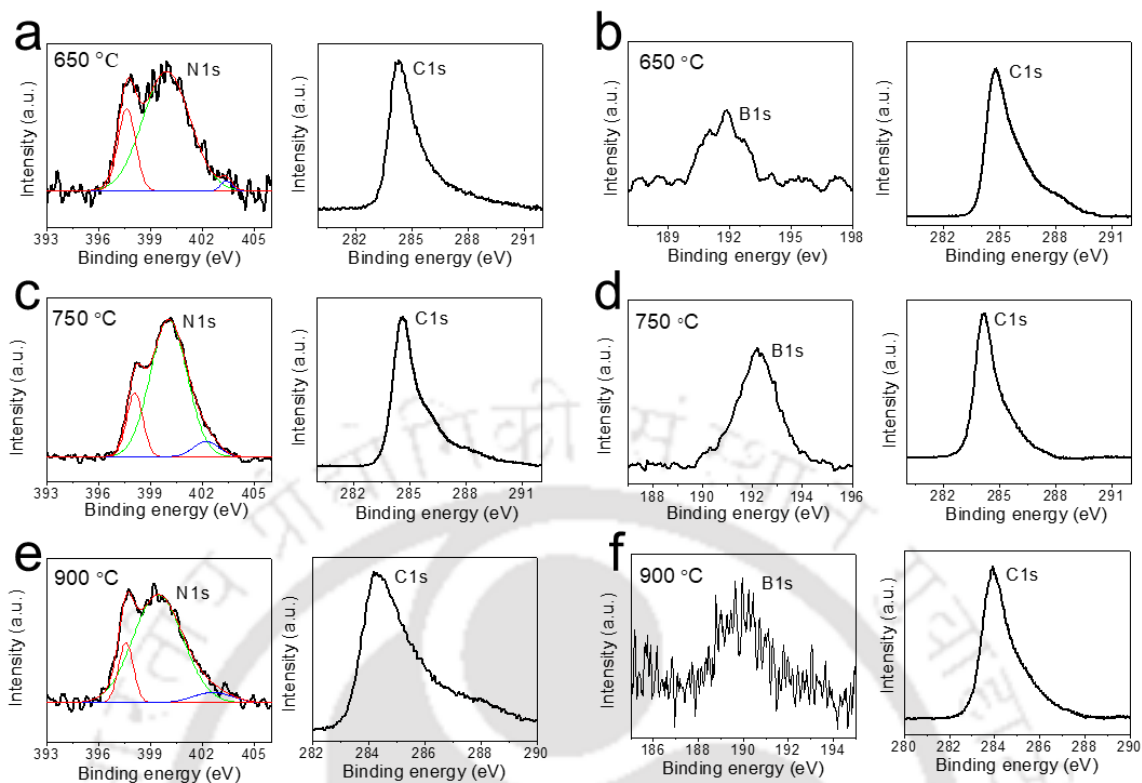 a
650 °C
N1s
Intensity (a.u.)
393 396 399 402 405
Binding energy (eV)
C1s
Intensity (a.u.)
282 285 288 291
Binding energy (eV)
b
650 °C
B1s
Intensity (a.u.)
189 192 195 198
Binding energy (ev)
C1s
Intensity (a.u.)
282 285 288 291
Binding energy (eV)
c
750 °C
N1s
Intensity (a.u.)
393 396 399 402 405
Binding energy (eV)
C1s
Intensity (a.u.)
282 285 288 291
Binding energy (eV)
d
750 °C
B1s
Intensity (a.u.)
188 190 192 194 196
Binding energy (eV)
C1s
Intensity (a.u.)
282 285 288 291
Binding energy (eV)
e
900 °C
N1s
Intensity (a.u.)
393 396 399 402 405
Binding energy (eV)
C1s
Intensity (a.u.)
282 284 286 288 290
Binding energy (eV)
f
900 °C
B1s
Intensity (a.u.)
186 188 190 192 194
Binding energy (eV)
C1s
Intensity (a.u.)
280 282 284 286 288 290
Binding energy (eV)